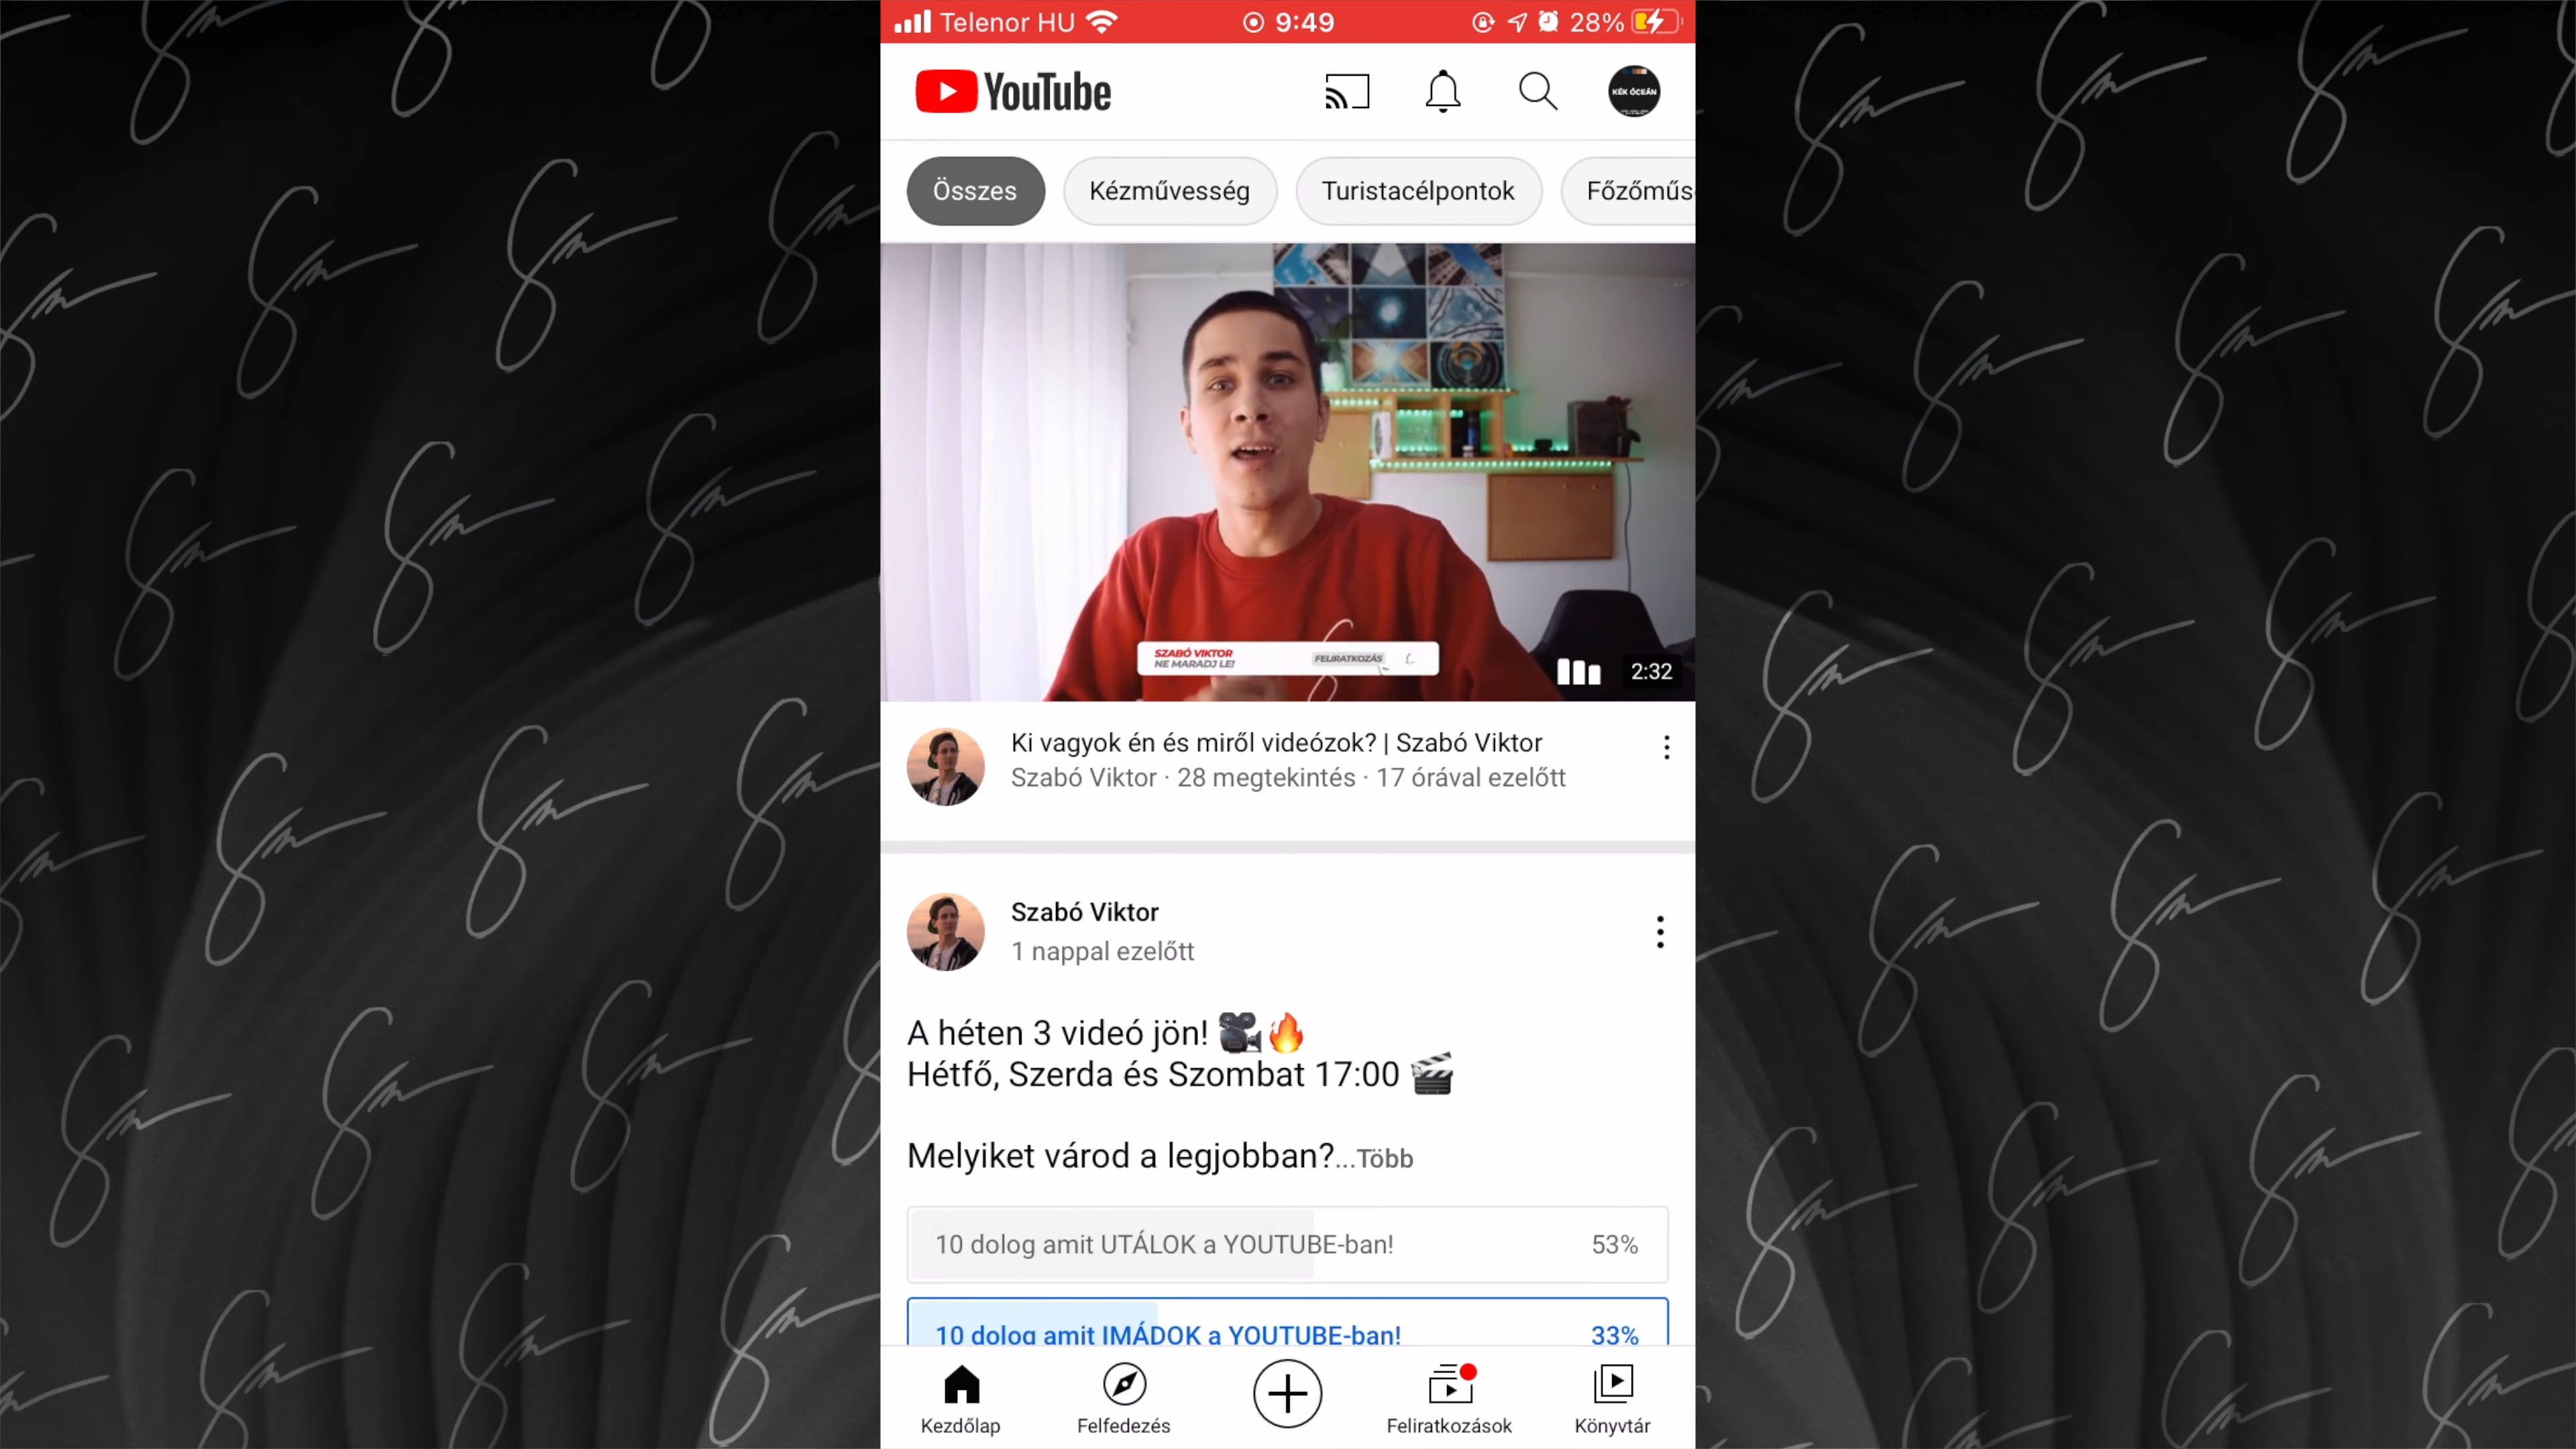 Telenor HU
9:49
28%
YouTube
KÉK ÓCEÁN
Összes
Kézművesség
Turistacélpontok
Főzőműs
SZABÓ VIKTOR
NE MARADJ LE!
FELIRATKOZÁS
2:32
Ki vagyok én és miről videózok? | Szabó Viktor
Szabó Viktor · 28 megtekintés · 17 órával ezelőtt
Szabó Viktor
1 nappal ezelőtt
A héten 3 videó jön! 🎥🔥
Hétfő, Szerda és Szombat 17:00 🎬
Melyiket várod a legjobban?...Több
10 dolog amit UTÁLOK a YOUTUBE-ban! 53%
10 dolog amit IMÁDOK a YOUTUBE-ban! 33%
Kezdőlap
Felfedezés
Feliratkozások
Könyvtár